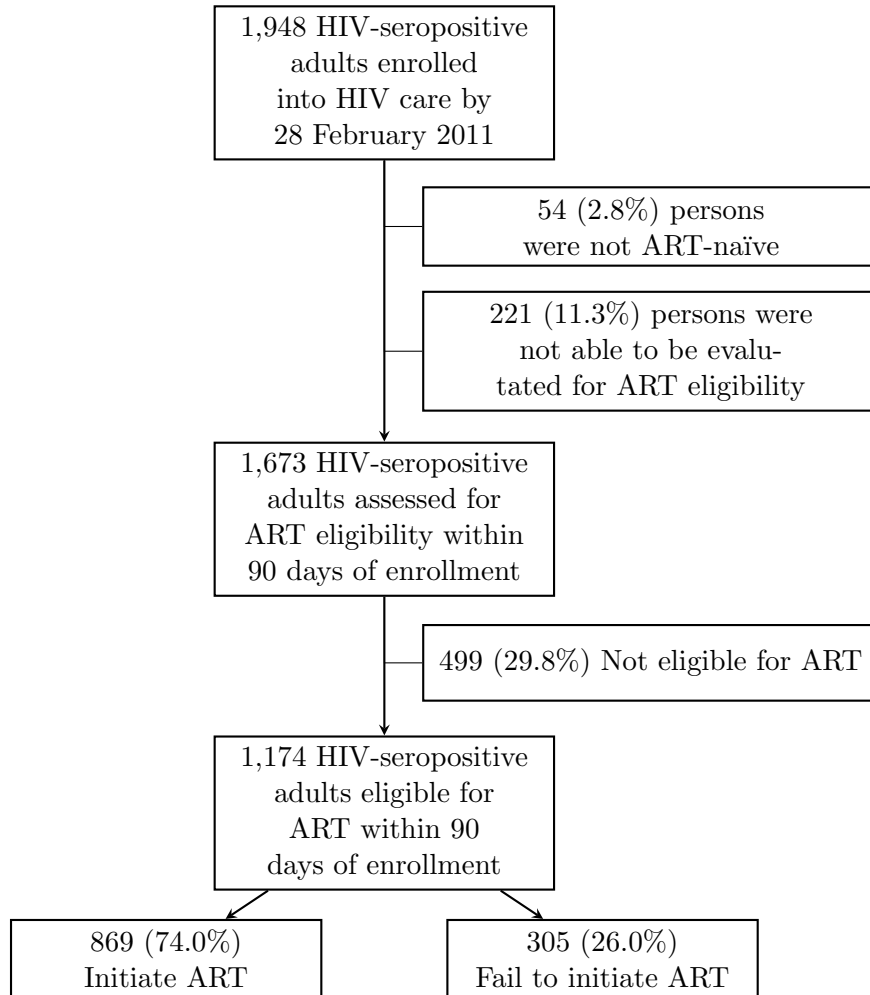 1,948 HIV-seropositive
adults enrolled
into HIV care by
28 February 2011
54 (2.8%) persons
were not ART-naïve
221 (11.3%) persons were
not able to be evalu-
tated for ART eligibility
1,673 HIV-seropositive
adults assessed for
ART eligibility within
90 days of enrollment
499 (29.8%) Not eligible for ART
1,174 HIV-seropositive
adults eligible for
ART within 90
days of enrollment
869 (74.0%)
Initiate ART
305 (26.0%)
Fail to initiate ART